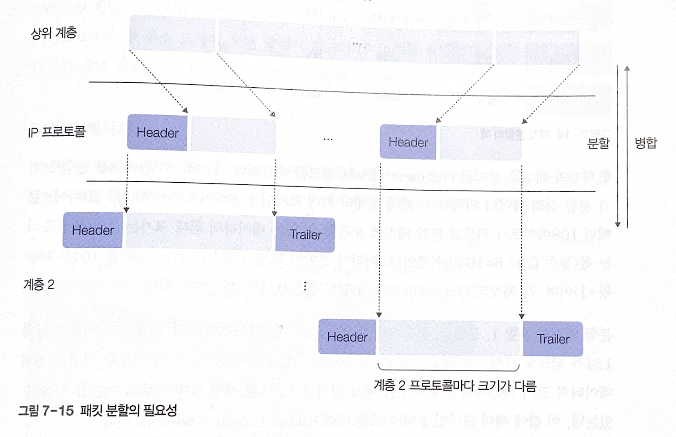 상위 계층
...
IP 프로토콜
Header
...
Header
분할
병합
Header
Trailer
계층 2
...
Header
Trailer
계층 2 프로토콜마다 크기가 다름
그림 7-15 패킷 분할의 필요성